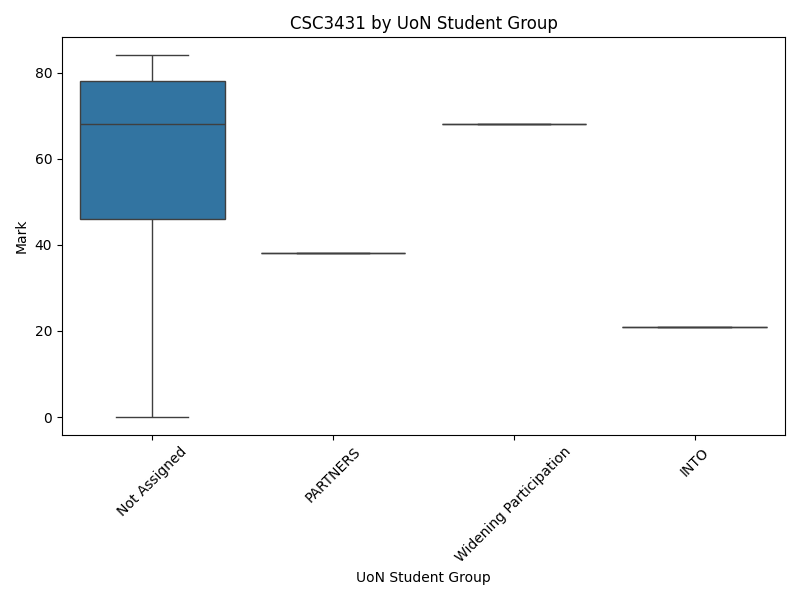 CSC3431 by UoN Student Group
Mark
80
60
40
20
0
Not Assigned
PARTNERS
Widening Participation
INTO
UoN Student Group